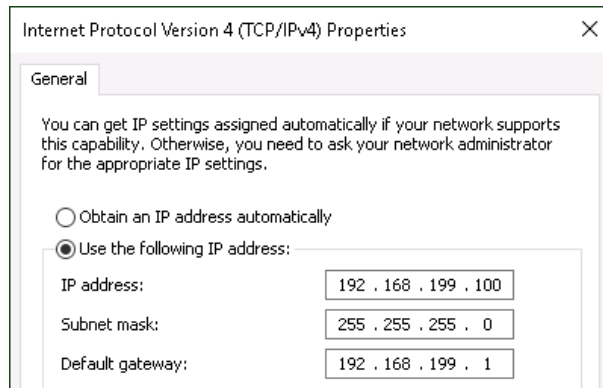 Internet Protocol Version 4 (TCP/IPv4) Properties
General
You can get IP settings assigned automatically if your network supports
this capability. Otherwise, you need to ask your network administrator
for the appropriate IP settings.
Obtain an IP address automatically
Use the following IP address:
IP address: 192 . 168 . 199 . 100
Subnet mask: 255 . 255 . 255 . 0
Default gateway: 192 . 168 . 199 . 1